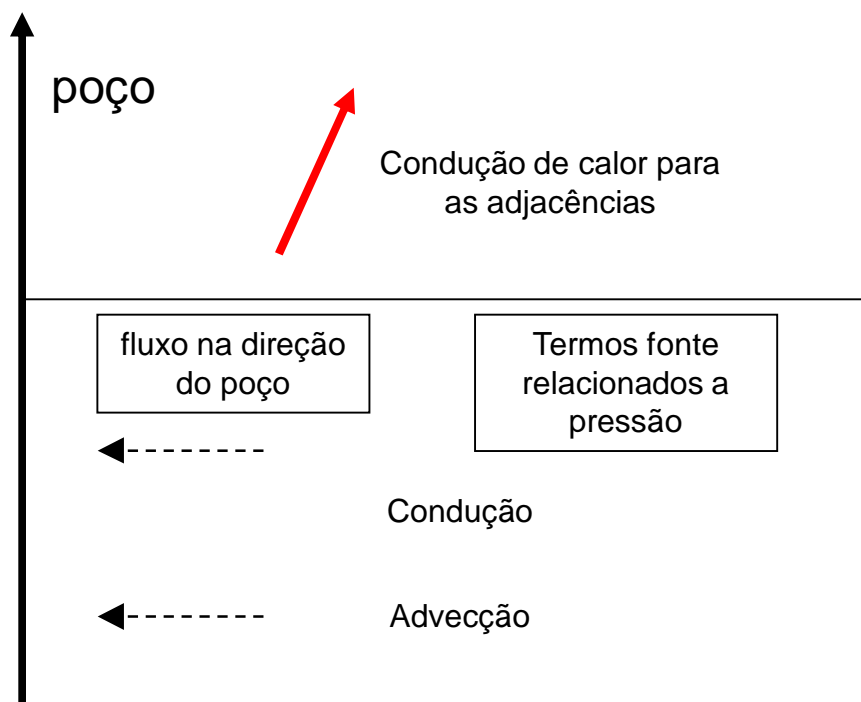 poço
Condução de calor para
as adjacências
fluxo na direção
do poço
Termos fonte
relacionados a
pressão
Condução
Advecção